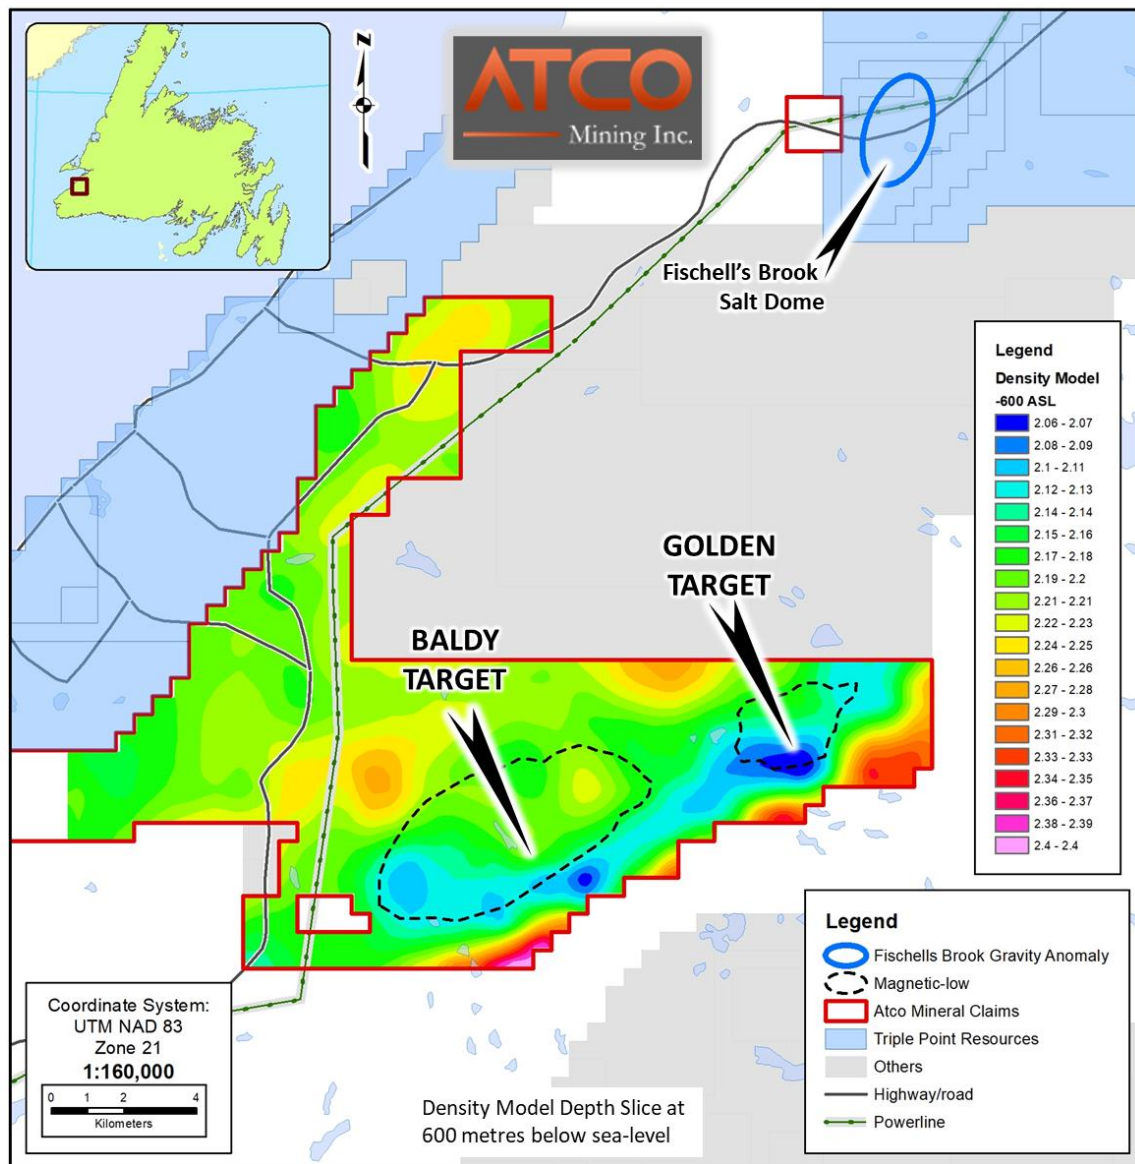 N
ATCO
Mining Inc.
Fischell's Brook
Salt Dome
GOLDEN
TARGET
BALDY
TARGET
Legend
Density Model
-600 ASL
2.06 - 2.07
2.08 - 2.09
2.1 - 2.11
2.12 - 2.13
2.14 - 2.14
2.15 - 2.16
2.17 - 2.18
2.19 - 2.2
2.21 - 2.21
2.22 - 2.23
2.24 - 2.25
2.26 - 2.26
2.27 - 2.28
2.29 - 2.3
2.31 - 2.32
2.33 - 2.33
2.34 - 2.35
2.36 - 2.37
2.38 - 2.39
2.4 - 2.4
Legend
Fischells Brook Gravity Anomaly
Magnetic-low
Atco Mineral Claims
Triple Point Resources
Others
Highway/road
Powerline
Coordinate System:
UTM NAD 83
Zone 21
1:160,000
0 1 2 4
Kilometers
Density Model Depth Slice at
600 metres below sea-level